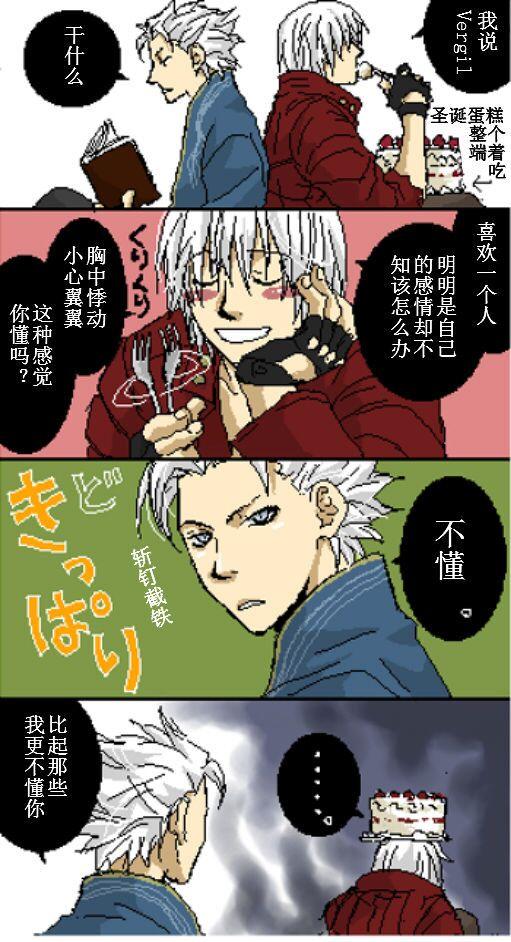 我说
Vergil
干什么
圣诞蛋糕
整个
端着
吃
喜欢一个人
明明是自己
的感情却不
知该怎么办
くりくり
胸中悸动
小心翼翼
这种感觉
你懂吗？
不懂。
ど
きっぱり
斩钉截铁
……。
比起那些
我更不懂你